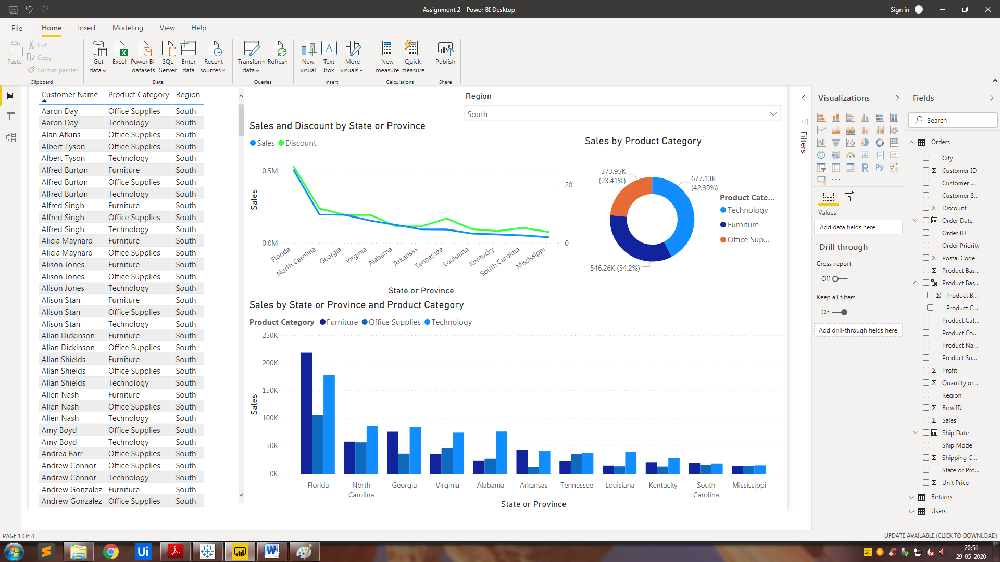 Assignment 2 - Power BI Desktop
Sign in
File
Home
Insert
Modeling
View
Help
Paste
Cut
Copy
Format painter
Clipboard
Get data
Excel
Power BI datasets
SQL Server
Enter data
Recent sources
Data
Transform data
Refresh
Queries
New visual
Text box
More visuals
Insert
New measure
Quick measure
Calculations
Publish
Share
Customer Name Product Category Region
Aaron Day Office Supplies South
Aaron Day Technology South
Alan Atkins Office Supplies South
Albert Tyson Office Supplies South
Albert Tyson Technology South
Alfred Burton Furniture South
Alfred Burton Office Supplies South
Alfred Burton Technology South
Alfred Singh Furniture South
Alfred Singh Office Supplies South
Alfred Singh Technology South
Alicia Maynard Furniture South
Alicia Maynard Office Supplies South
Alison Jones Furniture South
Alison Jones Office Supplies South
Alison Jones Technology South
Alison Starr Furniture South
Alison Starr Office Supplies South
Alison Starr Technology South
Allan Dickinson Furniture South
Allan Dickinson Office Supplies South
Allan Shields Furniture South
Allan Shields Office Supplies South
Allan Shields Technology South
Allen Nash Furniture South
Allen Nash Office Supplies South
Allen Nash Technology South
Amy Boyd Office Supplies South
Amy Boyd Technology South
Andrea Barr Office Supplies South
Andrew Connor Office Supplies South
Andrew Connor Technology South
Andrew Gonzalez Furniture South
Andrew Gonzalez Office Supplies South
Region
South
Sales and Discount by State or Province
Sales Discount
0.5M
0.0M
20
0
Sales
Florida
North Carolina
Georgia
Virginia
Alabama
Arkansas
Tennessee
Louisiana
Kentucky
South Carolina
Mississippi
State or Province
Sales by Product Category
373.95K
(23.41%)
677.13K
(42.39%)
546.26K (34.2%)
Product Cate...
Technology
Furniture
Office Sup...
Sales by State or Province and Product Category
Product Category Furniture Office Supplies Technology
250K
200K
150K
100K
50K
0K
Sales
Florida
North Carolina
Georgia
Virginia
Alabama
Arkansas
Tennessee
Louisiana
Kentucky
South Carolina
Mississippi
State or Province
Filters
Visualizations
123
R
Py
...
Values
Add data fields here
Drill through
Cross-report
Off
Keep all filters
On
Add drill-through fields here
Fields
Search
Orders
City
Σ Customer ID
Customer ...
Customer S...
Σ Discount
Order Date
Order ID
Order Priority
Σ Postal Code
Σ Product Bas...
Product Bas...
Σ Product B...
Product C...
Product Cat...
Product Co...
Product Na...
Product Su...
Σ Profit
Σ Quantity or...
Region
Σ Row ID
Σ Sales
Ship Date
Ship Mode
Σ Shipping C...
State or Pro...
Σ Unit Price
Returns
Users
PAGE 1 OF 4
UPDATE AVAILABLE (CLICK TO DOWNLOAD)
Ui
20:51
29-05-2020